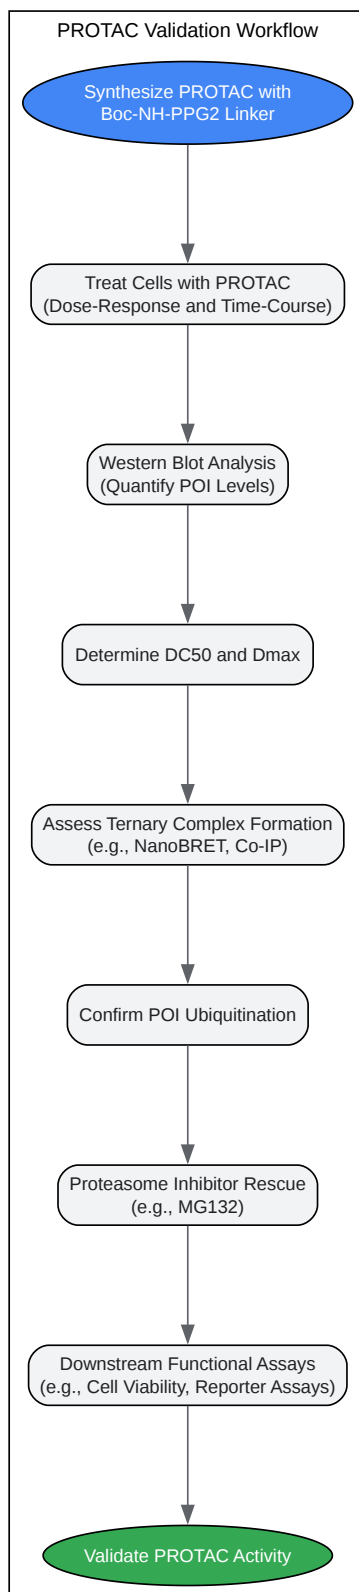 PROTAC Validation Workflow
Synthesize PROTAC with
Boc-NH-PPG2 Linker
Treat Cells with PROTAC
(Dose-Response and Time-Course)
Western Blot Analysis
(Quantify POI Levels)
Determine DC50 and Dmax
Assess Ternary Complex Formation
(e.g., NanoBRET, Co-IP)
Confirm POI Ubiquitination
Proteasome Inhibitor Rescue
(e.g., MG132)
Downstream Functional Assays
(e.g., Cell Viability, Reporter Assays)
Validate PROTAC Activity